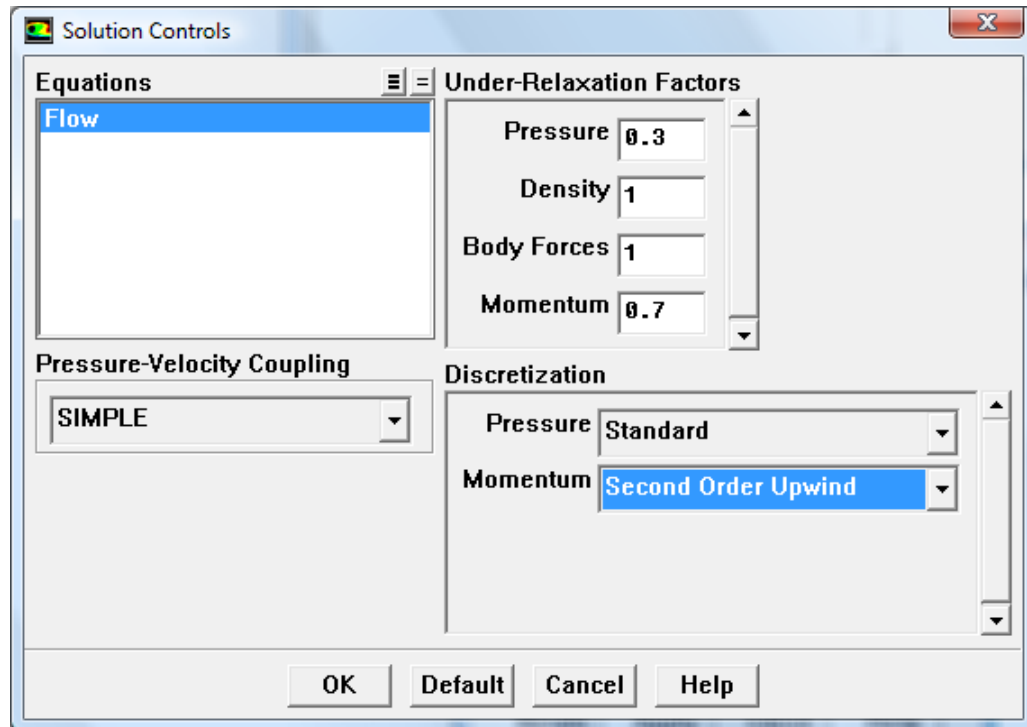 Solution Controls
Equations
Flow
Under-Relaxation Factors
Pressure 0.3
Density 1
Body Forces 1
Momentum 0.7
Pressure-Velocity Coupling
SIMPLE
Discretization
Pressure Standard
Momentum Second Order Upwind
OK Default Cancel Help